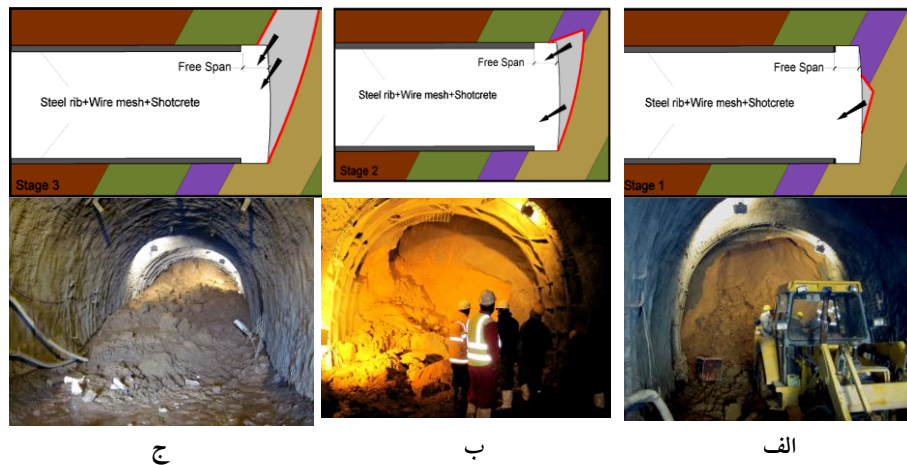 Free Span
Steel rib+Wire mesh+Shotcrete
Stage 3
Free Span
Steel rib+Wire mesh+Shotcrete
Stage 2
Free Span
Steel rib+Wire mesh+Shotcrete
Stage 1
ج
ب
الف